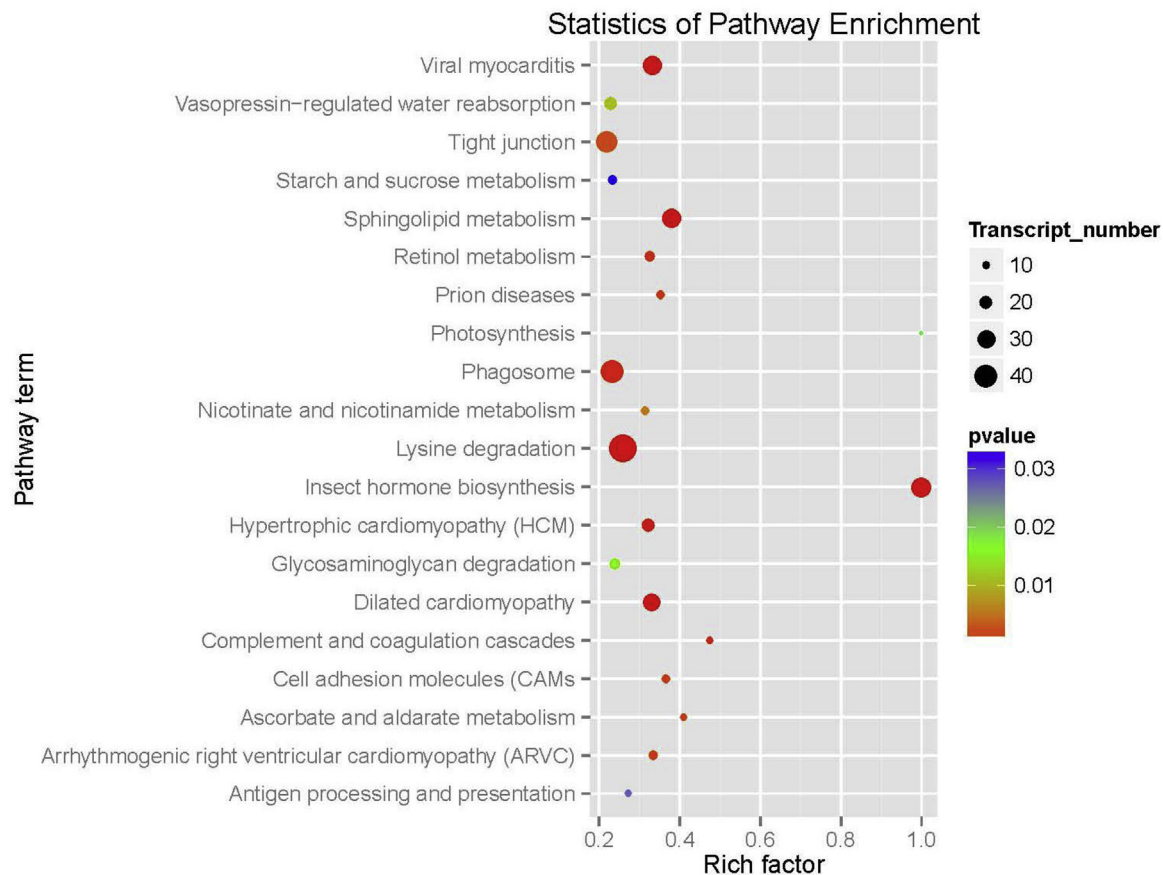 Statistics of Pathway Enrichment
Viral myocarditis
Vasopressin−regulated water reabsorption
Tight junction
Starch and sucrose metabolism
Sphingolipid metabolism
Retinol metabolism
Prion diseases
Photosynthesis
Phagosome
Nicotinate and nicotinamide metabolism
Lysine degradation
Insect hormone biosynthesis
Hypertrophic cardiomyopathy (HCM)
Glycosaminoglycan degradation
Dilated cardiomyopathy
Complement and coagulation cascades
Cell adhesion molecules (CAMs
Ascorbate and aldarate metabolism
Arrhythmogenic right ventricular cardiomyopathy (ARVC)
Antigen processing and presentation
Pathway term
0.2 0.4 0.6 0.8 1.0
Rich factor
Transcript_number
10
20
30
40
pvalue
0.03
0.02
0.01